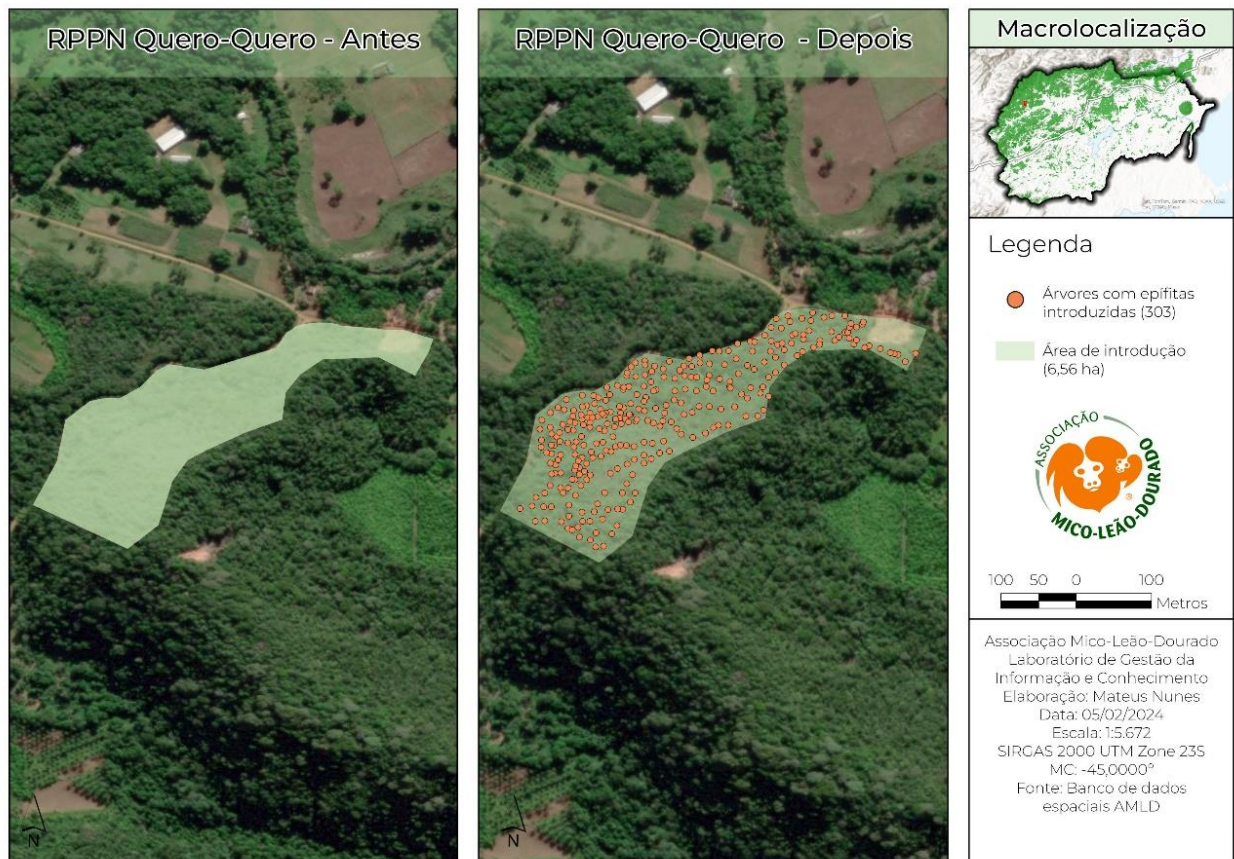 RPPN Quero-Quero - Antes
N
RPPN Quero-Quero - Depois
N
Macrolocalização
Legenda
Árvores com epífitas
introduzidas (303)
Área de introdução
(6,56 ha)
ASSOCIAÇÃO
MICO-LEÃO-DOURADO
®
100 50 0 100
Metros
Associação Mico-Leão-Dourado
Laboratório de Gestão da
Informação e Conhecimento
Elaboração: Mateus Nunes
Data: 05/02/2024
Escala: 1:5.672
SIRGAS 2000 UTM Zone 23S
MC: -45,0000º
Fonte: Banco de dados
espaciais AMLD